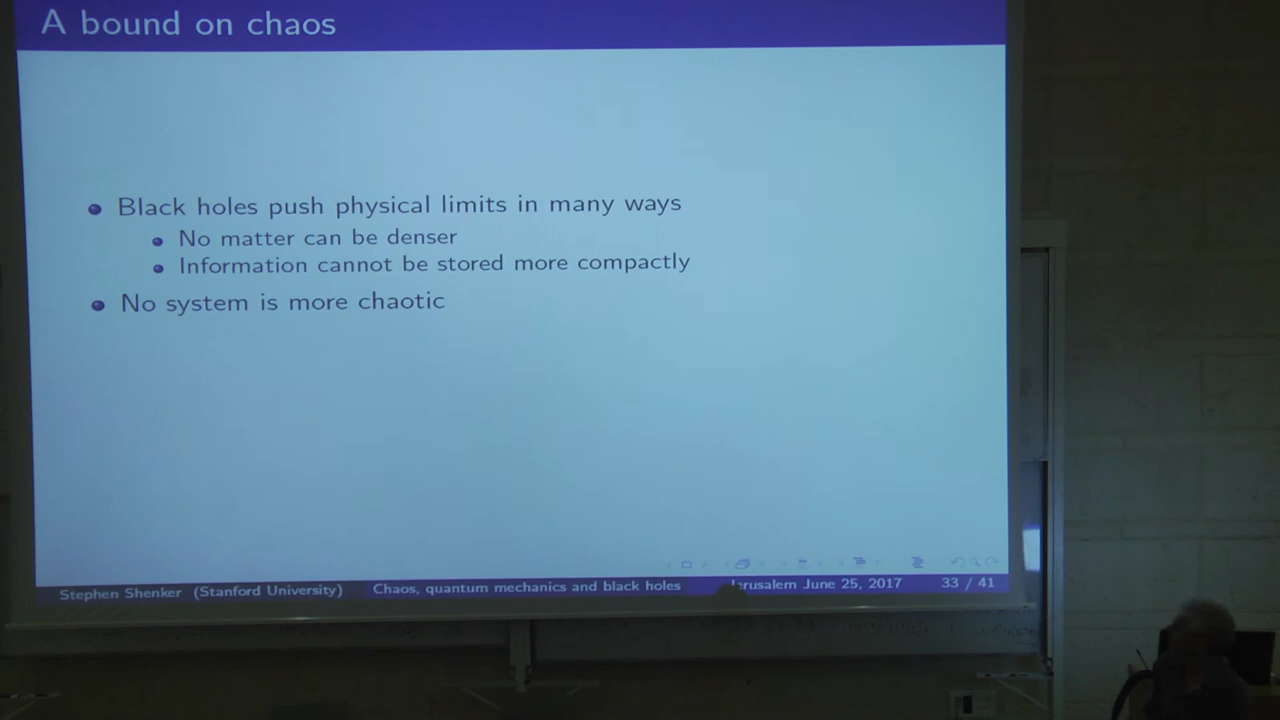 A bound on chaos
Black holes push physical limits in many ways
No matter can be denser
Information cannot be stored more compactly
No system is more chaotic
Stephen Shenker (Stanford University) Chaos, quantum mechanics and black holes Jerusalem June 25, 2017 33 / 41